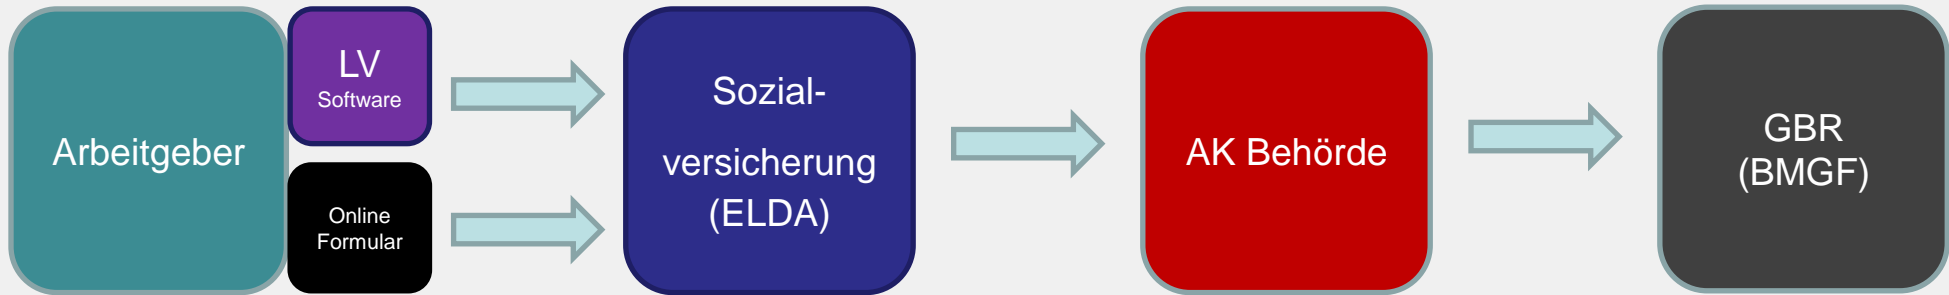 Arbeitgeber
LV
Software
Online
Formular
Sozial-
versicherung
(ELDA)
AK Behörde
GBR
(BMGF)